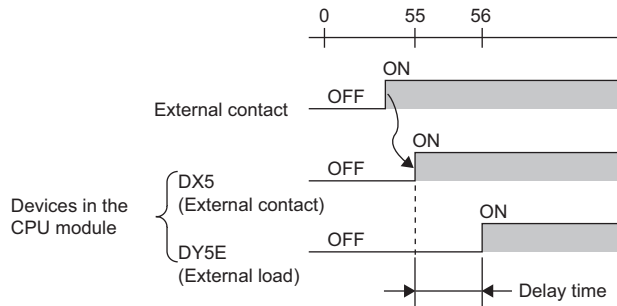 0 55 56
ON
External contact OFF
ON
OFF
DX5
(External contact)
Devices in the
CPU module
ON
OFF
DY5E
(External load)
Delay time